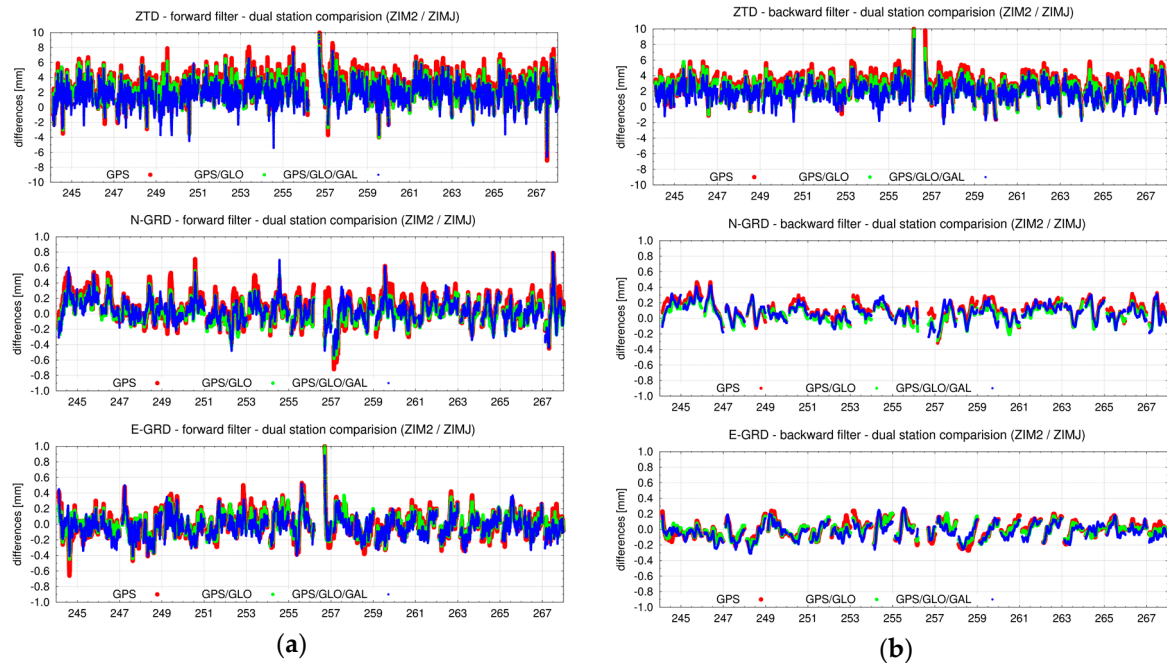 ZTD - forward filter - dual station comparision (ZIM2 / ZIMJ)
10
8
6
4
2
0
-2
-4
-6
-8
-10
differences [mm]
GPS GPS/GLO GPS/GLO/GAL
245 247 249 251 253 255 257 259 261 263 265 267
N-GRD - forward filter - dual station comparision (ZIM2 / ZIMJ)
1.0
0.8
0.6
0.4
0.2
0.0
-0.2
-0.4
-0.6
-0.8
-1.0
differences [mm]
GPS GPS/GLO GPS/GLO/GAL
245 247 249 251 253 255 257 259 261 263 265 267
E-GRD - forward filter - dual station comparision (ZIM2 / ZIMJ)
1.0
0.8
0.6
0.4
0.2
0.0
-0.2
-0.4
-0.6
-0.8
-1.0
differences [mm]
GPS GPS/GLO GPS/GLO/GAL
245 247 249 251 253 255 257 259 261 263 265 267
(a)
ZTD - backward filter - dual station comparision (ZIM2 / ZIMJ)
10
8
6
4
2
0
-2
-4
-6
-8
-10
differences [mm]
GPS GPS/GLO GPS/GLO/GAL
245 247 249 251 253 255 257 259 261 263 265 267
N-GRD - backward filter - dual station comparision (ZIM2 / ZIMJ)
1.0
0.8
0.6
0.4
0.2
0.0
-0.2
-0.4
-0.6
-0.8
-1.0
differences [mm]
GPS GPS/GLO GPS/GLO/GAL
245 247 249 251 253 255 257 259 261 263 265 267
E-GRD - backward filter - dual station comparision (ZIM2 / ZIMJ)
1.0
0.8
0.6
0.4
0.2
0.0
-0.2
-0.4
-0.6
-0.8
-1.0
differences [mm]
GPS GPS/GLO GPS/GLO/GAL
245 247 249 251 253 255 257 259 261 263 265 267
(b)